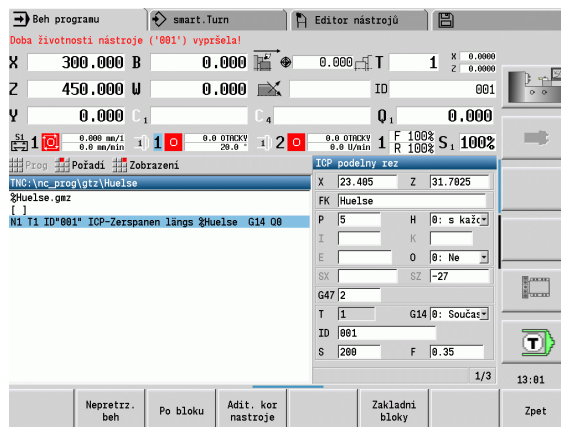 Beh programu smart.Turn Editor nástrojů
Doba životnosti nástroje ('001') vypršela!
X 300.000 B 0.000 0.000 T 1 X 0.0000 Z 0.0000
Z 450.000 W 0.000 ID 001
Y 0.000 C1 C4 Q1 0.000
S1 1 0.000 mm/1 0.0 mm/min 1 1 0.0 OTACKY 20.0 ° 1 2 0.0 OTACKY 0.0 U/min 1 F 100% R 100% S1 100%
Prog Pořadí Zobrazení
TNC:\nc_prog\gtz\Huelse
%Huelse.gmz
[ ]
N1 T1 ID"001" ICP-Zerspanen längs %Huelse G14 Q0
ICP podelny rez
X 23.405 Z 31.7025
FK Huelse
P 5 H 0: s každ
I K
E O 0: Ne
SX SZ -27
G47 2
T 1 G14 0: Součas
ID 001
S 200 F 0.35
1/3
T
13:01
Nepretrz. beh
Po bloku
Adit. kor nastroje
Zakladní bloky
Zpet